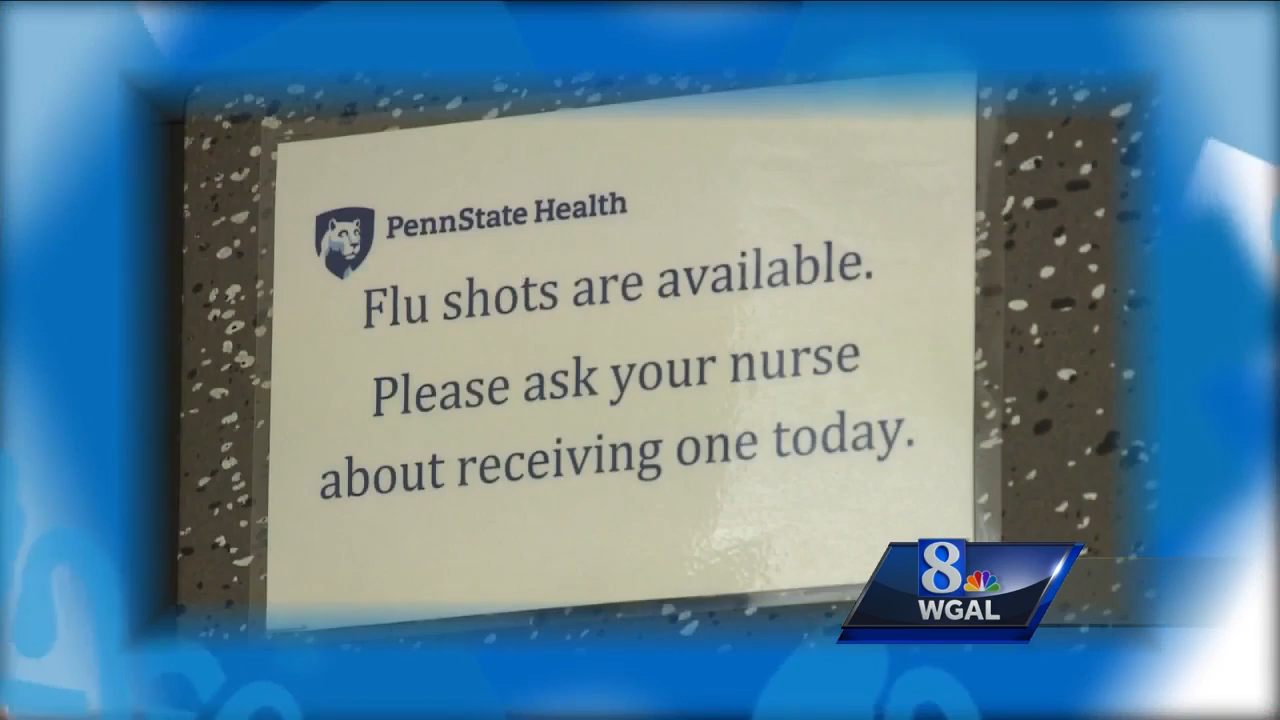 PennState Health
Flu shots are available.
Please ask your nurse
about receiving one today.
8
WGAL